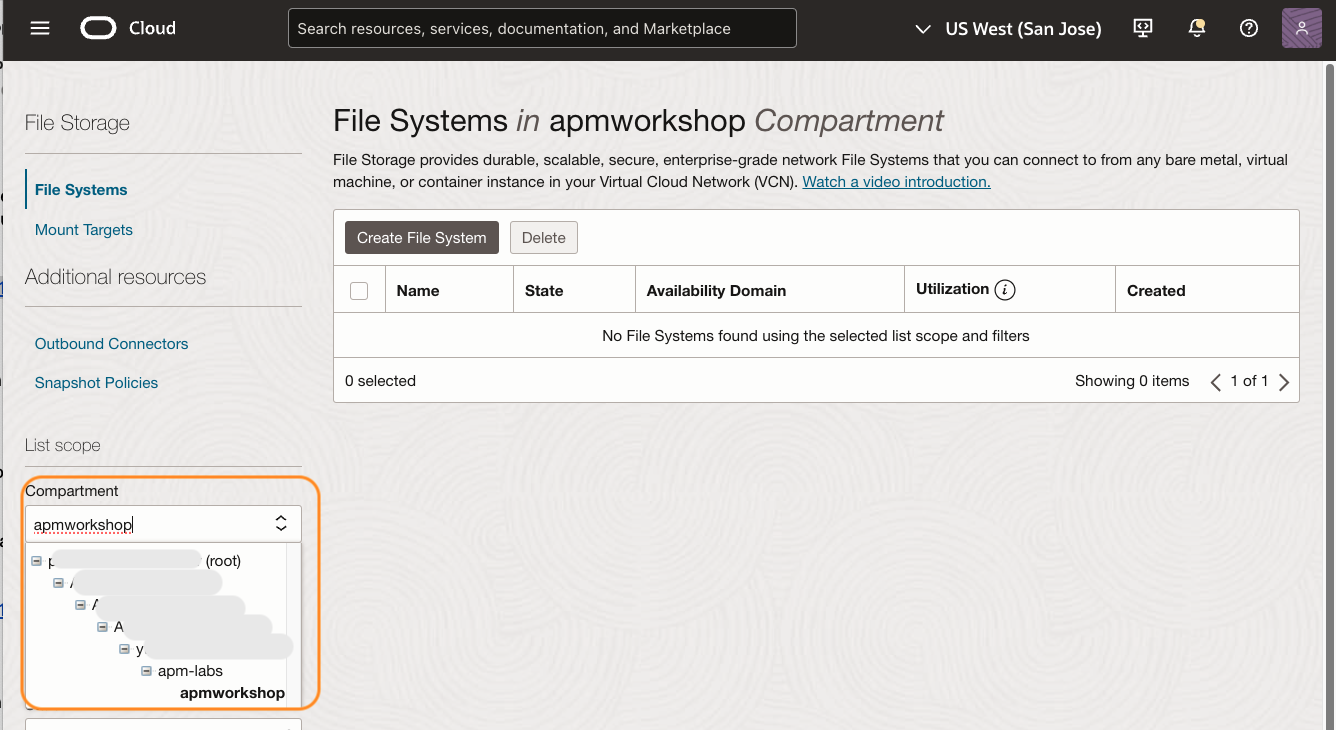 Cloud
Search resources, services, documentation, and Marketplace
US West (San Jose)
File Storage
File Systems
Mount Targets
Additional resources
Outbound Connectors
Snapshot Policies
List scope
Compartment
apmworkshop
(root)
A
y
apm-labs
apmworkshop
File Systems in apmworkshop Compartment
File Storage provides durable, scalable, secure, enterprise-grade network File Systems that you can connect to from any bare metal, virtual
machine, or container instance in your Virtual Cloud Network (VCN). Watch a video introduction.
Create File System Delete
Name State Availability Domain Utilization Created
No File Systems found using the selected list scope and filters
0 selected Showing 0 items 1 of 1